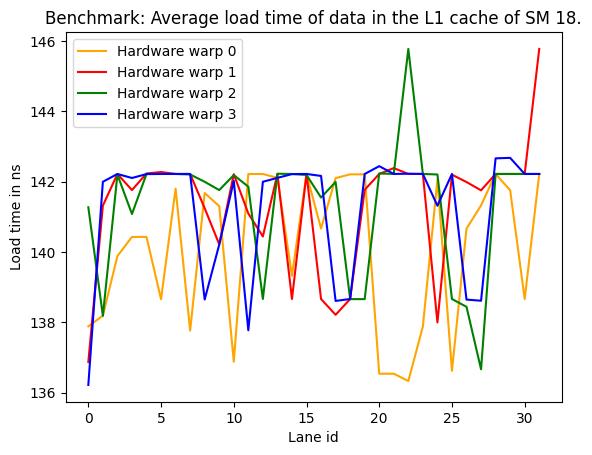 Benchmark: Average load time of data in the L1 cache of SM 18.
Hardware warp 0
Hardware warp 1
Hardware warp 2
Hardware warp 3
Load time in ns
146
144
142
140
138
136
0 5 10 15 20 25 30
Lane id